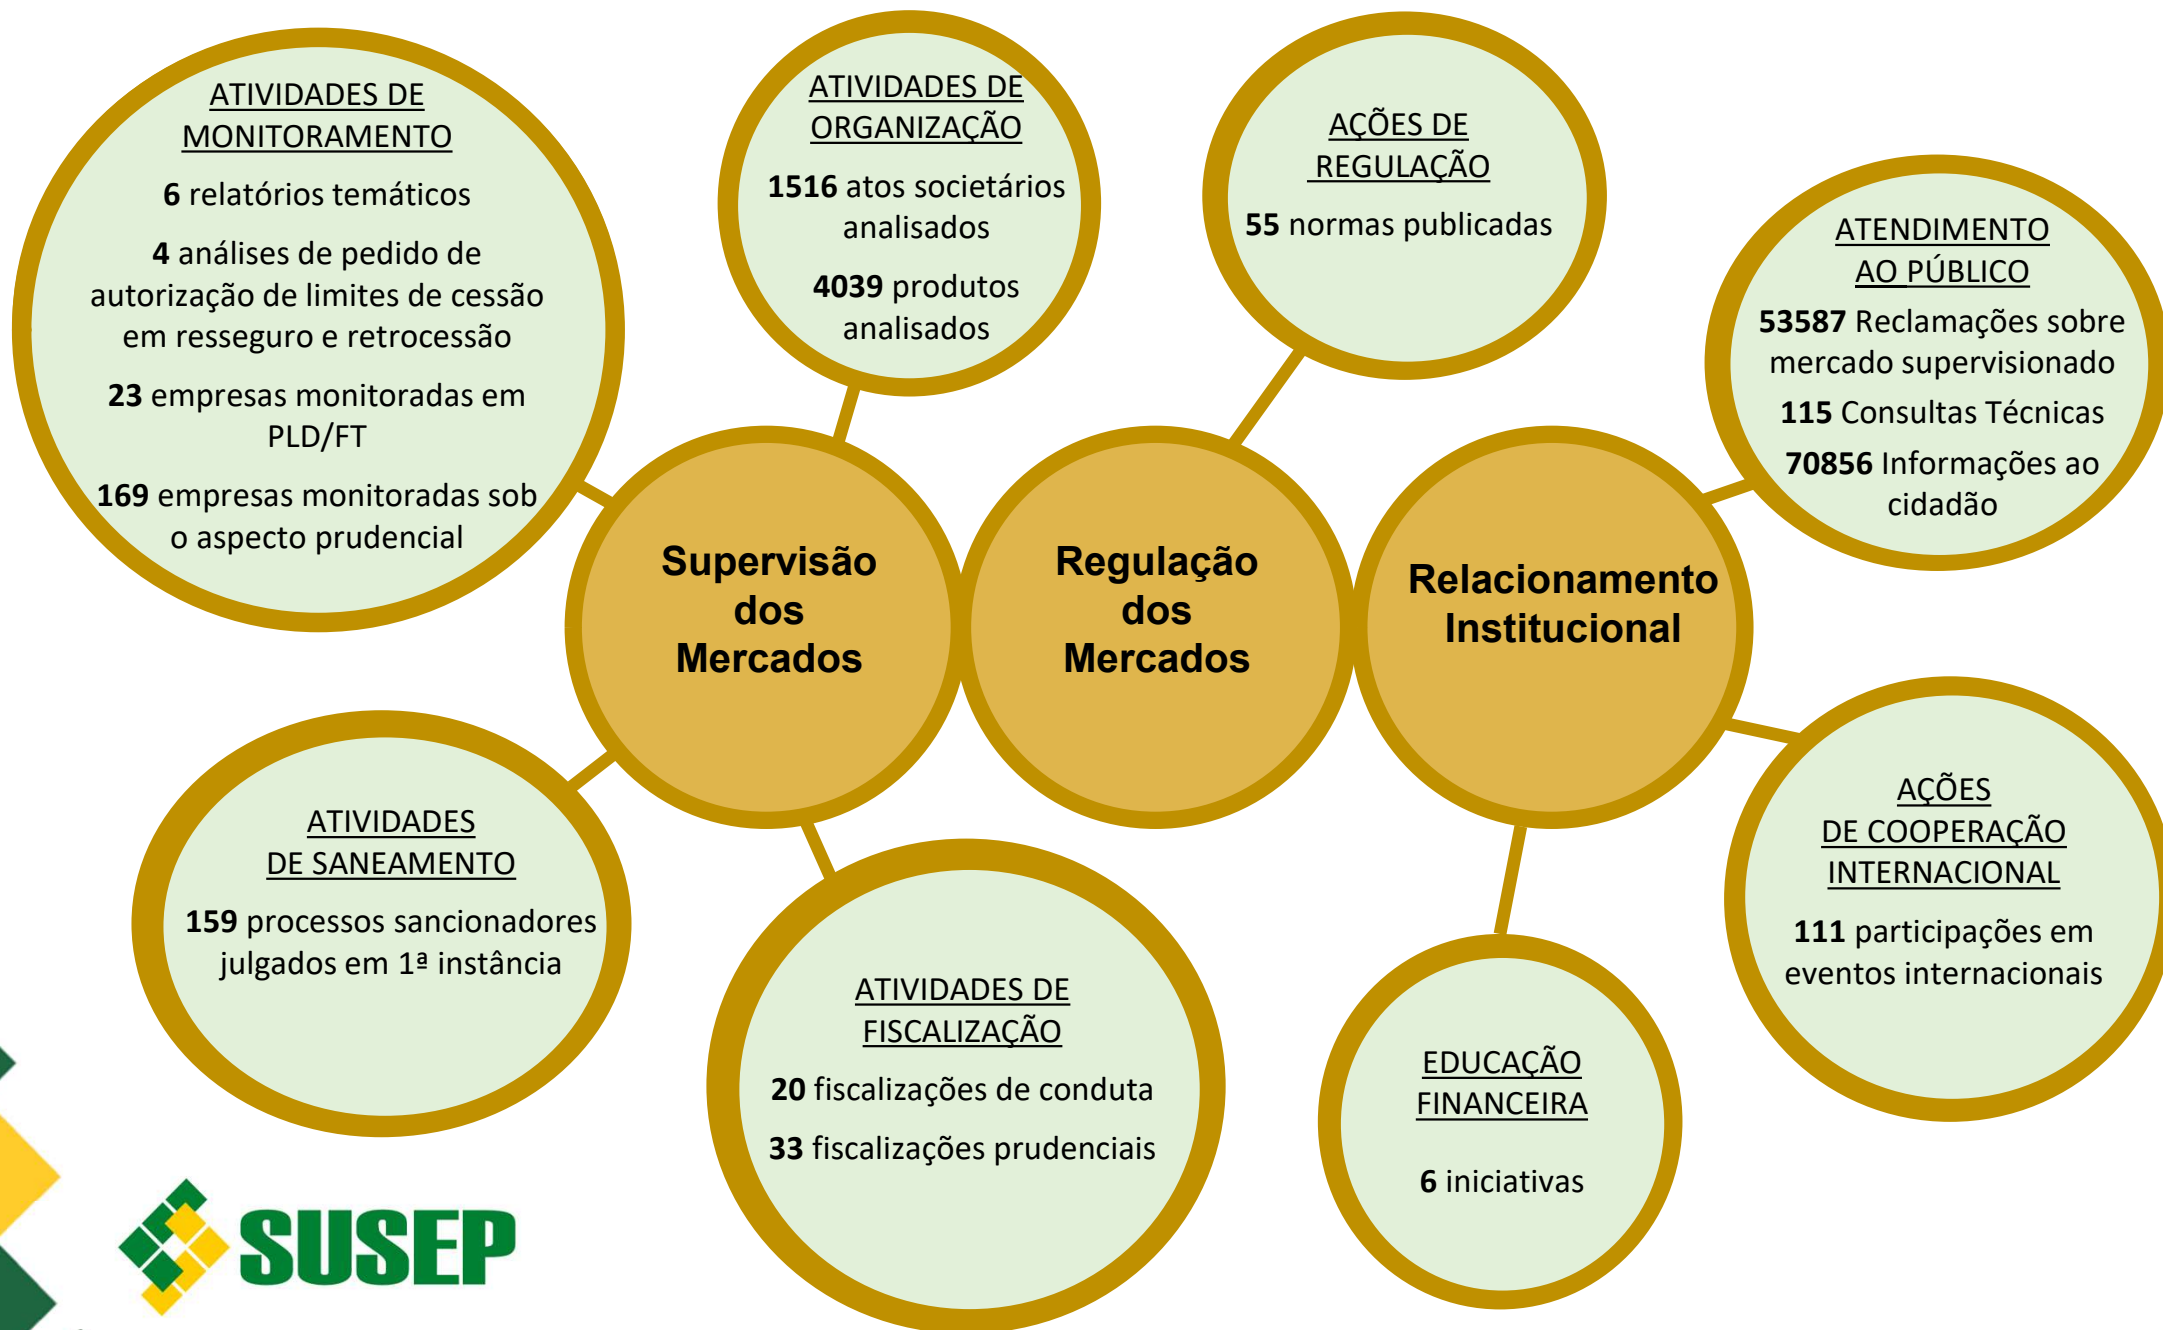 ATIVIDADES DE
MONITORAMENTO
6 relatórios temáticos
4 análises de pedido de
autorização de limites de cessão
em resseguro e retrocessão
23 empresas monitoradas em
PLD/FT
169 empresas monitoradas sob
o aspecto prudencial
ATIVIDADES DE
ORGANIZAÇÃO
1516 atos societários
analisados
4039 produtos
analisados
AÇÕES DE
REGULAÇÃO
55 normas publicadas
ATENDIMENTO
AO PÚBLICO
53587 Reclamações sobre
mercado supervisionado
115 Consultas Técnicas
70856 Informações ao
cidadão
Supervisão
dos
Mercados
Regulação
dos
Mercados
Relacionamento
Institucional
ATIVIDADES
DE SANEAMENTO
159 processos sancionadores
julgados em 1ª instância
ATIVIDADES DE
FISCALIZAÇÃO
20 fiscalizações de conduta
33 fiscalizações prudenciais
EDUCAÇÃO
FINANCEIRA
6 iniciativas
AÇÕES
DE COOPERAÇÃO
INTERNACIONAL
111 participações em
eventos internacionais
SUSEP